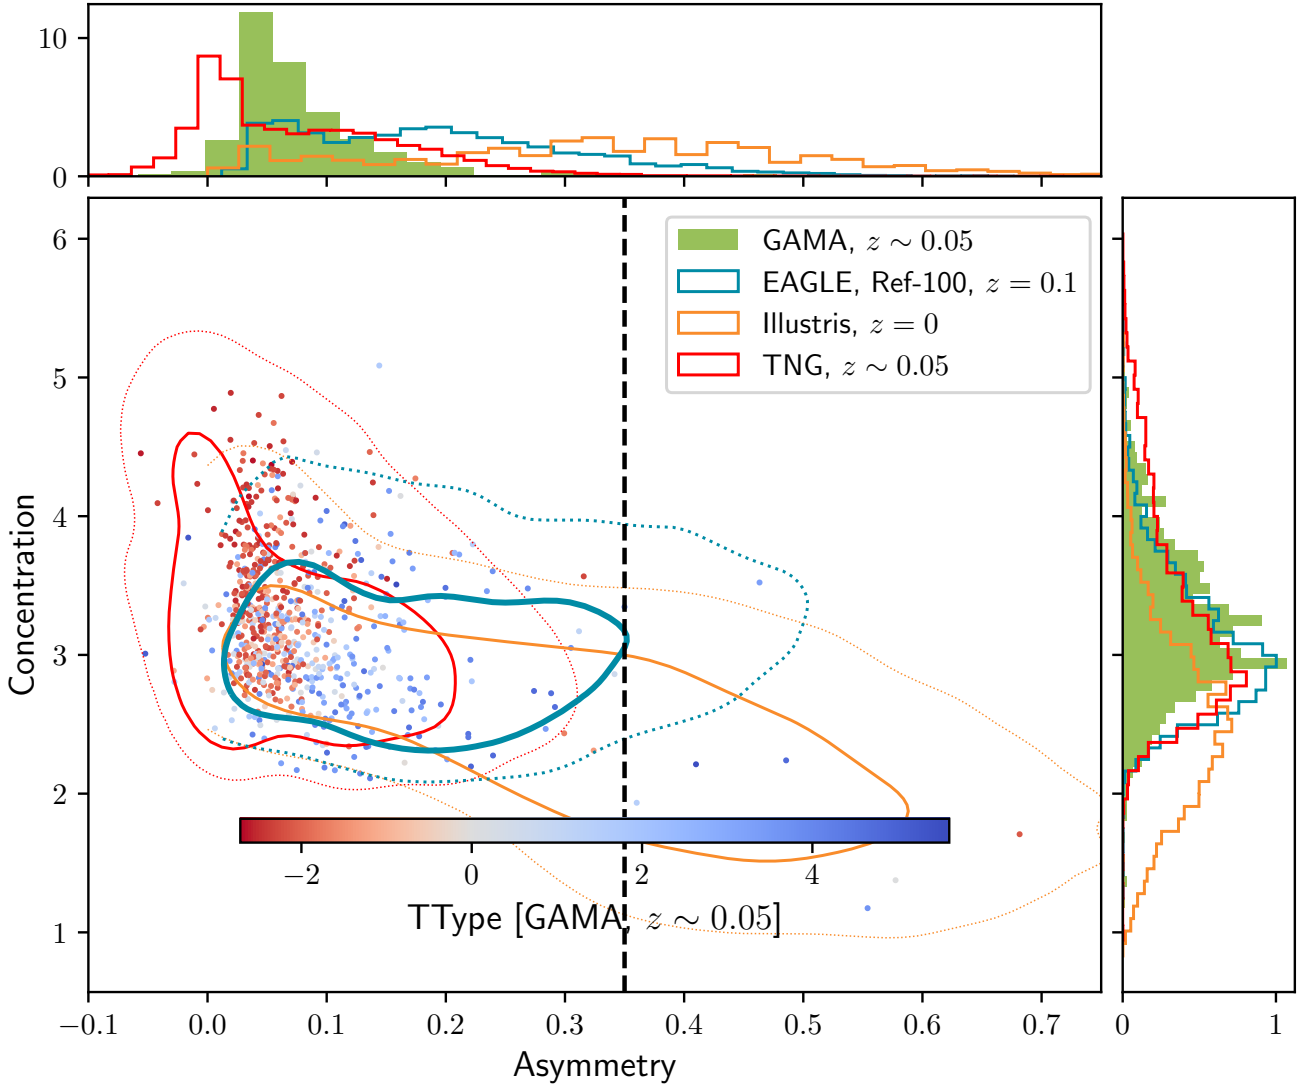 10
5
0
6
5
4
3
2
1
Concentration
GAMA, z ∼ 0.05
EAGLE, Ref-100, z = 0.1
Illustris, z = 0
TNG, z ∼ 0.05
−2 0 2 4
TType [GAMA, z ∼ 0.05]
−0.1 0.0 0.1 0.2 0.3 0.4 0.5 0.6 0.7
Asymmetry
0 1